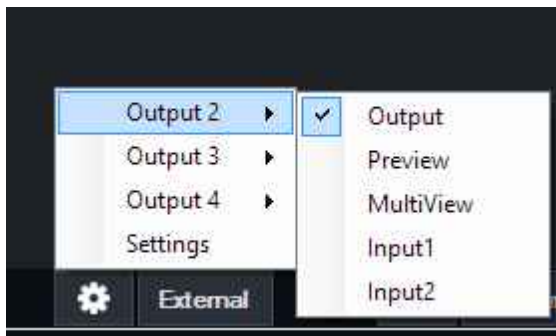 Output 2
Output 3
Output 4
Settings
Output
Preview
MultiView
Input1
Input2
External